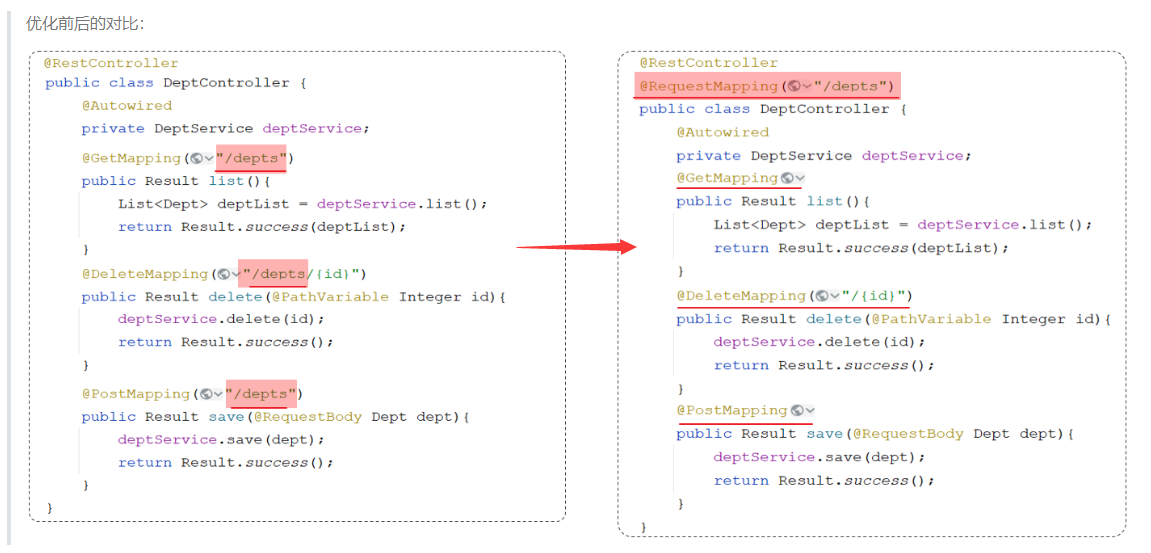 优化前后的对比：
@RestController
public class DeptController {
@Autowired
private DeptService deptService;
@GetMapping("/depts")
public Result list(){
List<Dept> deptList = deptService.list();
return Result.success(deptList);
}
@DeleteMapping("/depts/{id}")
public Result delete(@PathVariable Integer id){
deptService.delete(id);
return Result.success();
}
@PostMapping("/depts")
public Result save(@RequestBody Dept dept){
deptService.save(dept);
return Result.success();
}
}
@RestController
@RequestMapping("/depts")
public class DeptController {
@Autowired
private DeptService deptService;
@GetMapping
public Result list(){
List<Dept> deptList = deptService.list();
return Result.success(deptList);
}
@DeleteMapping("/{id}")
public Result delete(@PathVariable Integer id){
deptService.delete(id);
return Result.success();
}
@PostMapping
public Result save(@RequestBody Dept dept){
deptService.save(dept);
return Result.success();
}
}